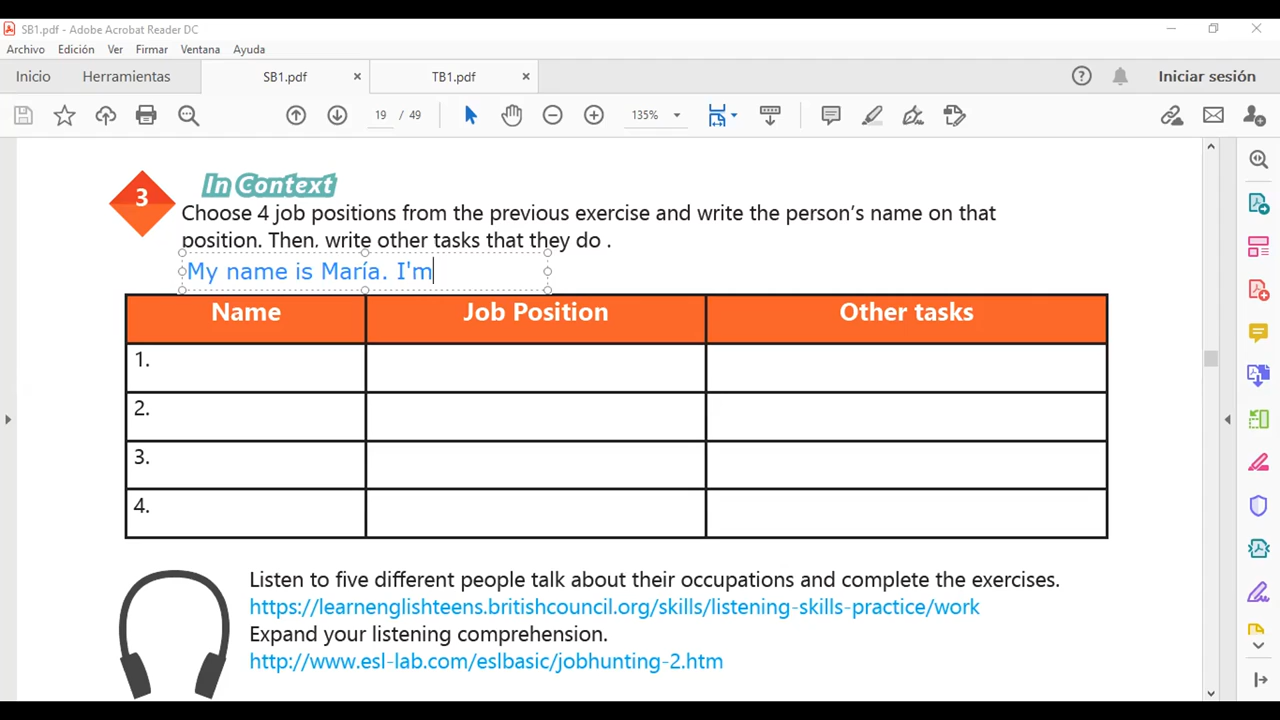 SB1.pdf - Adobe Acrobat Reader DC
Archivo Edición Ver Firmar Ventana Ayuda
Inicio Herramientas SB1.pdf × TB1.pdf × Iniciar sesión
19 / 49 135%
3 In Context
Choose 4 job positions from the previous exercise and write the person's name on that
position. Then, write other tasks that they do .
My name is María. I'm
Name Job Position Other tasks
1.
2.
3.
4.
Listen to five different people talk about their occupations and complete the exercises.
https://learnenglishteens.britishcouncil.org/skills/listening-skills-practice/work
Expand your listening comprehension.
http://www.esl-lab.com/eslbasic/jobhunting-2.htm